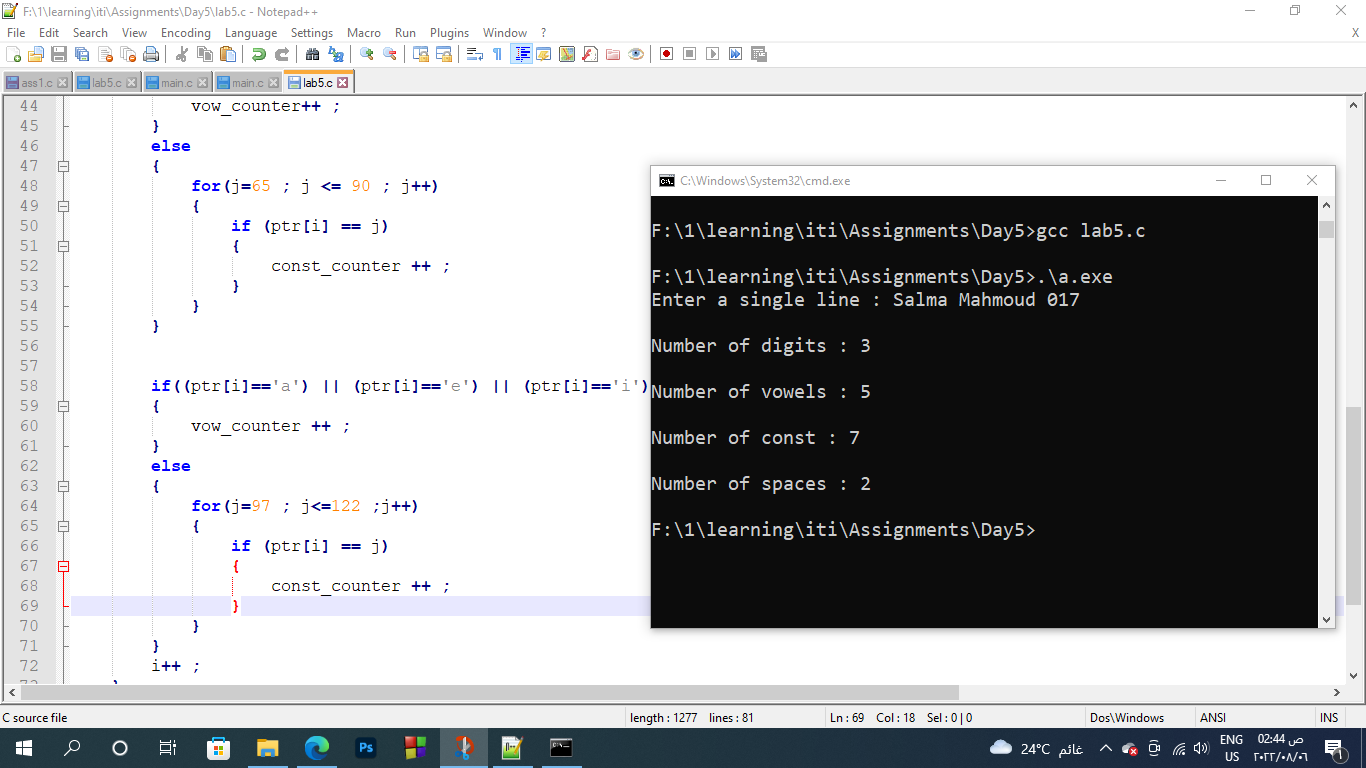 F:\1\learning\iti\Assignments\Day5\lab5.c - Notepad++
File Edit Search View Encoding Language Settings Macro Run Plugins Window ? X
ass1.c lab5.c main.c main.c lab5.c
44 vow_counter++ ;
45 }
46 else
47 {
48 for(j=65 ; j <= 90 ; j++)
49 {
50 if (ptr[i] == j)
51 {
52 const_counter ++ ;
53 }
54 }
55 }
56
57
58 if((ptr[i]=='a') || (ptr[i]=='e') || (ptr[i]=='i')
59 {
60 vow_counter ++ ;
61 }
62 else
63 {
64 for(j=97 ; j<=122 ;j++)
65 {
66 if (ptr[i] == j)
67 {
68 const_counter ++ ;
69 }
70 }
71 }
72 i++ ;
C:\Windows\System32\cmd.exe
F:\1\learning\iti\Assignments\Day5>gcc lab5.c
F:\1\learning\iti\Assignments\Day5>.\a.exe
Enter a single line : Salma Mahmoud 017
Number of digits : 3
Number of vowels : 5
Number of const : 7
Number of spaces : 2
F:\1\learning\iti\Assignments\Day5>
C source file length : 1277 lines : 81 Ln : 69 Col : 18 Sel : 0 | 0 Dos\Windows ANSI INS
Ps
24°C غائم
ENG
US
02:44 ص
٢٠٢٢/٠٨/٠٦
1